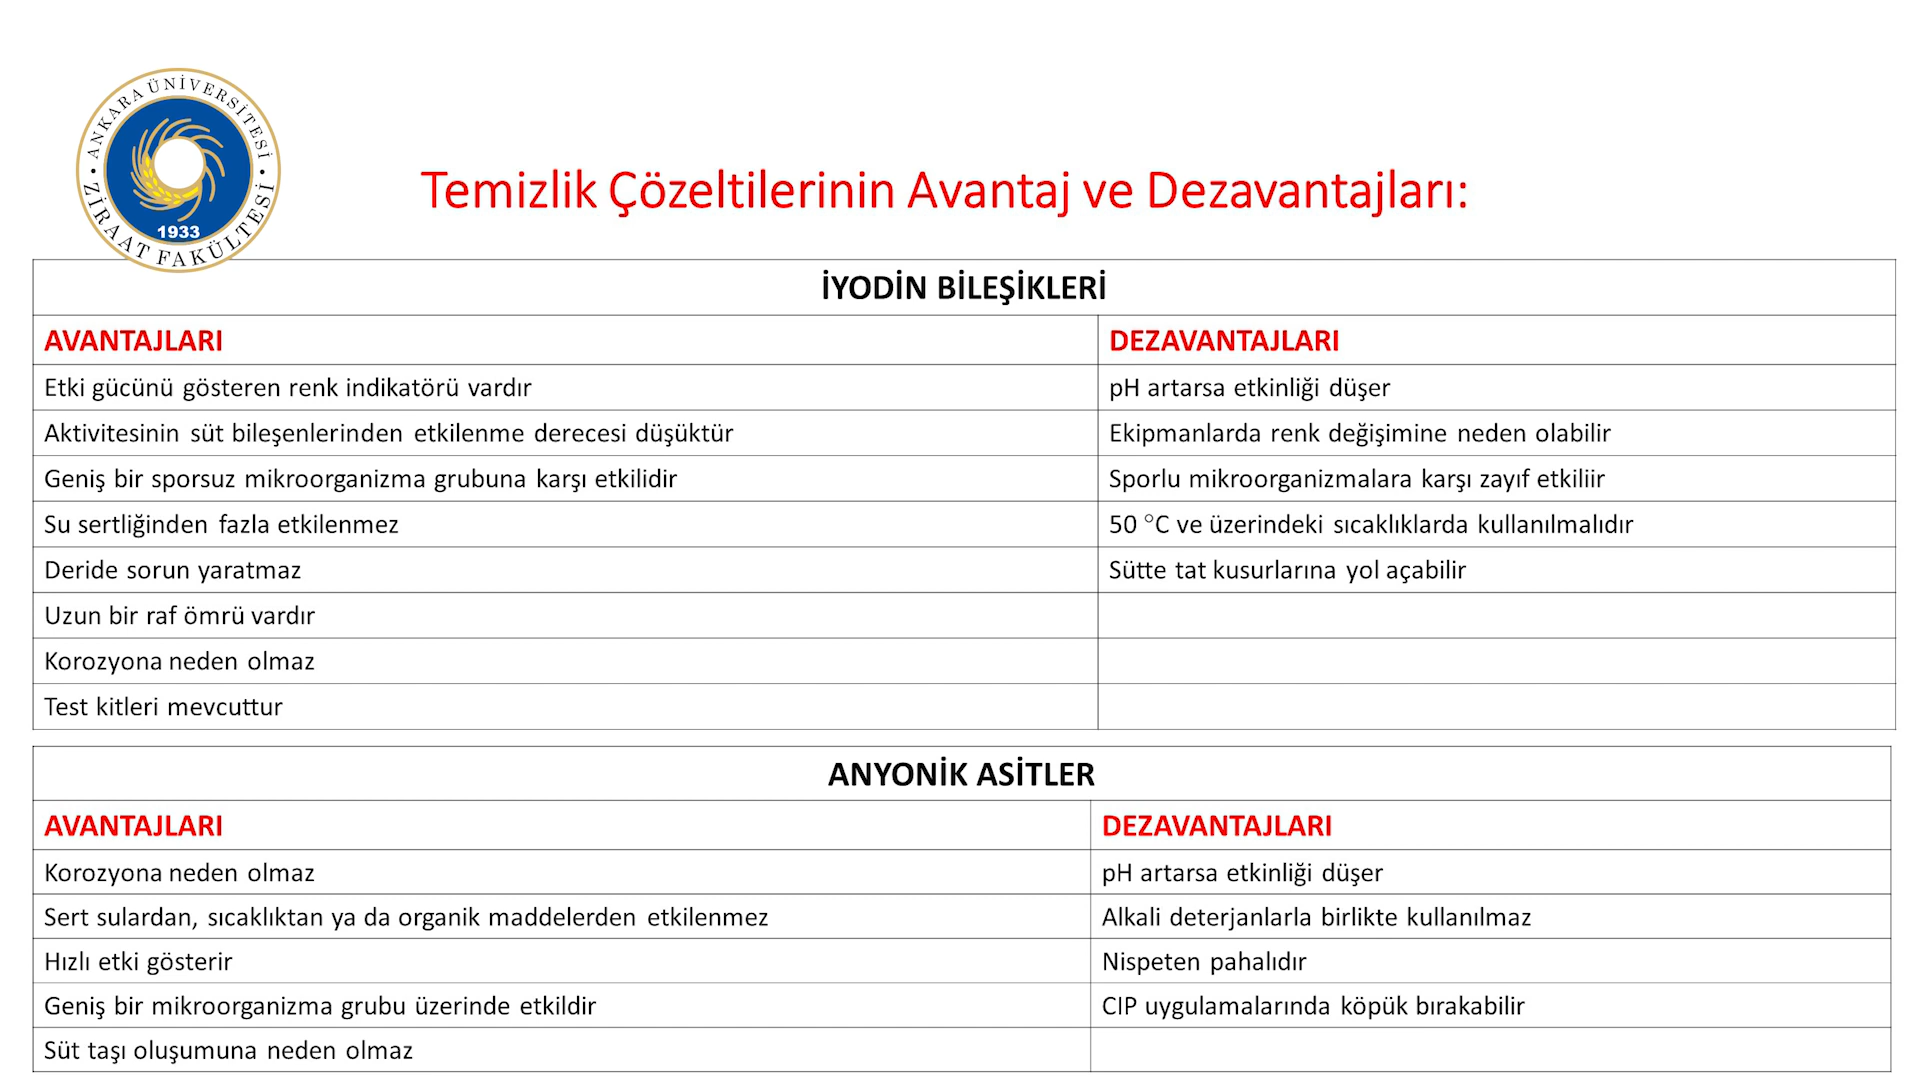 ANKARA ÜNİVERSİTESİ
ZİRAAT FAKÜLTESİ
1933
Temizlik Çözeltilerinin Avantaj ve Dezavantajları:
İYODİN BİLEŞİKLERİ
AVANTAJLARI DEZAVANTAJLARI
Etki gücünü gösteren renk indikatörü vardır pH artarsa etkinliği düşer
Aktivitesinin süt bileşenlerinden etkilenme derecesi düşüktür Ekipmanlarda renk değişimine neden olabilir
Geniş bir sporsuz mikroorganizma grubuna karşı etkilidir Sporlu mikroorganizmalara karşı zayıf etkiliir
Su sertliğinden fazla etkilenmez 50 °C ve üzerindeki sıcaklıklarda kullanılmalıdır
Deride sorun yaratmaz Sütte tat kusurlarına yol açabilir
Uzun bir raf ömrü vardır
Korozyona neden olmaz
Test kitleri mevcuttur
ANYONİK ASİTLER
AVANTAJLARI DEZAVANTAJLARI
Korozyona neden olmaz pH artarsa etkinliği düşer
Sert sulardan, sıcaklıktan ya da organik maddelerden etkilenmez Alkali deterjanlarla birlikte kullanılmaz
Hızlı etki gösterir Nispeten pahalıdır
Geniş bir mikroorganizma grubu üzerinde etkildir CIP uygulamalarında köpük bırakabilir
Süt taşı oluşumuna neden olmaz